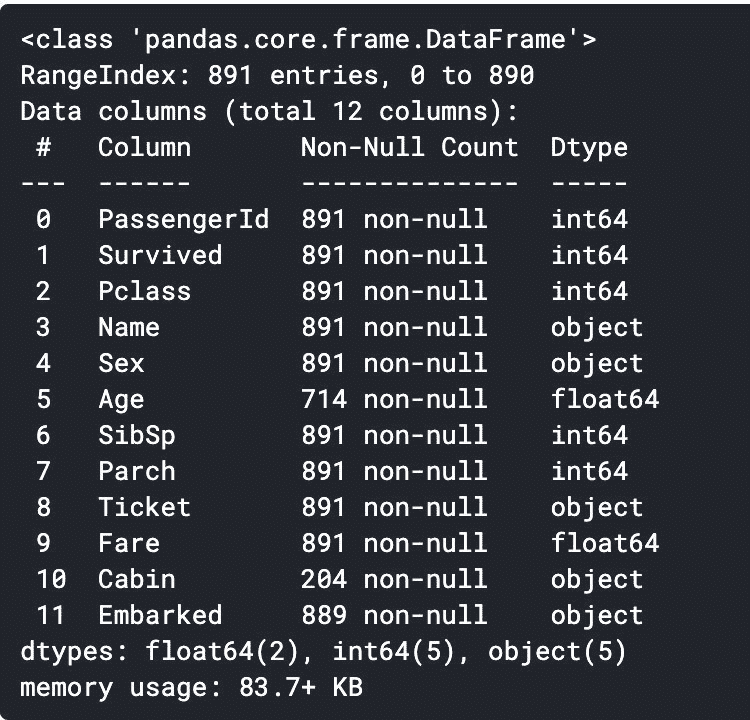 <class 'pandas.core.frame.DataFrame'>
RangeIndex: 891 entries, 0 to 890
Data columns (total 12 columns):
 #   Column       Non-Null Count  Dtype
---  ------       --------------  -----
 0   PassengerId  891 non-null    int64
 1   Survived     891 non-null    int64
 2   Pclass       891 non-null    int64
 3   Name         891 non-null    object
 4   Sex          891 non-null    object
 5   Age          714 non-null    float64
 6   SibSp        891 non-null    int64
 7   Parch        891 non-null    int64
 8   Ticket       891 non-null    object
 9   Fare         891 non-null    float64
 10  Cabin        204 non-null    object
 11  Embarked     889 non-null    object
dtypes: float64(2), int64(5), object(5)
memory usage: 83.7+ KB